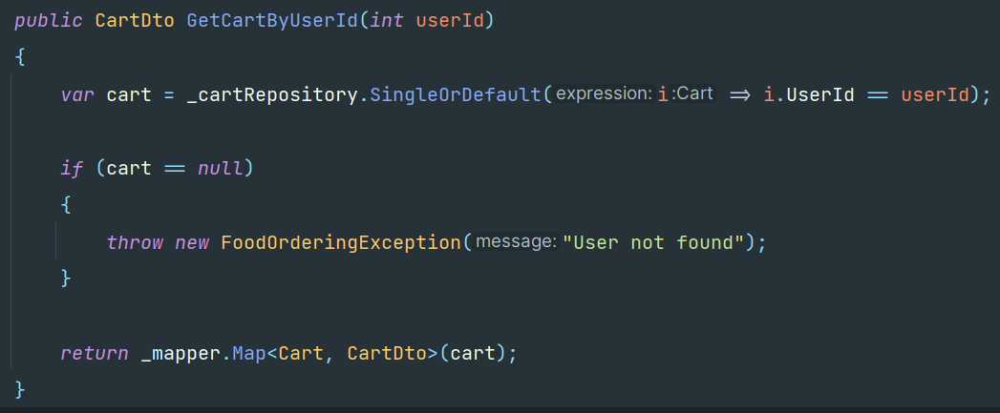 public CartDto GetCartByUserId(int userId)
{
var cart = _cartRepository.SingleOrDefault(expression: i :Cart => i.UserId == userId);
if (cart == null)
{
throw new FoodOrderingException(message: "User not found");
}
return _mapper.Map<Cart, CartDto>(cart);
}